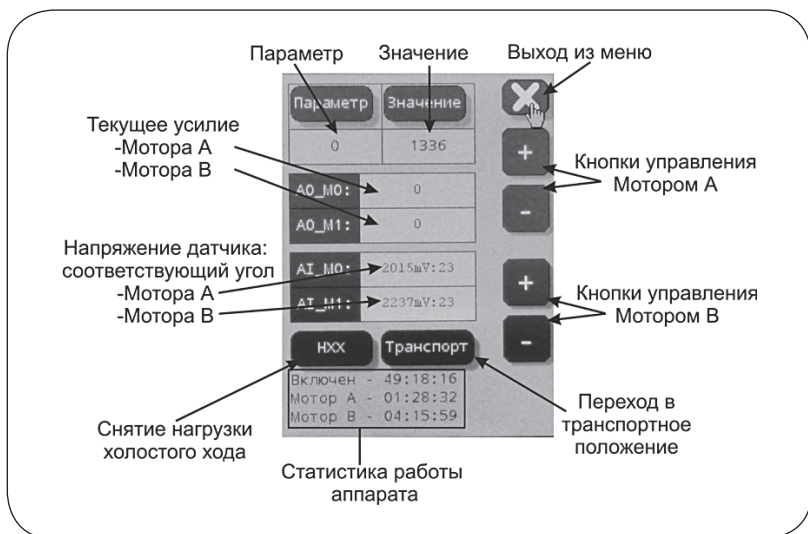 Параметр
Значение
Выход из меню
Параметр
Значение
0
1336
+
-
Текущее усилие
-Мотора А
-Мотора В
Кнопки управления
Мотором А
AO_M0:
0
AO_M1:
0
Напряжение датчика:
соответствующий угол
-Мотора А
-Мотора В
AI_M0:
2015mV:23
AI_M1:
2237mV:23
+
-
Кнопки управления
Мотором В
НХХ
Транспорт
Включен - 49:18:16
Мотор А - 01:28:32
Мотор В - 04:15:59
Снятие нагрузки
холостого хода
Статистика работы
аппарата
Переход в
транспортное
положение